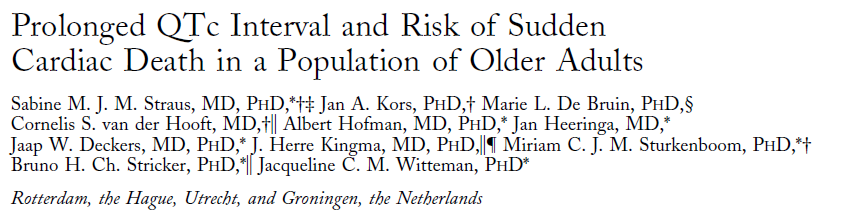 Prolonged QTc Interval and Risk of Sudden
Cardiac Death in a Population of Older Adults
Sabine M. J. M. Straus, MD, PHD,*†‡ Jan A. Kors, PHD,† Marie L. De Bruin, PHD,§
Cornelis S. van der Hooft, MD,†∥ Albert Hofman, MD, PHD,* Jan Heeringa, MD,*
Jaap W. Deckers, MD, PHD,* J. Herre Kingma, MD, PHD,∥¶ Miriam C. J. M. Sturkenboom, PHD,*†
Bruno H. Ch. Stricker, PHD,*∥ Jacqueline C. M. Witteman, PHD*
Rotterdam, the Hague, Utrecht, and Groningen, the Netherlands